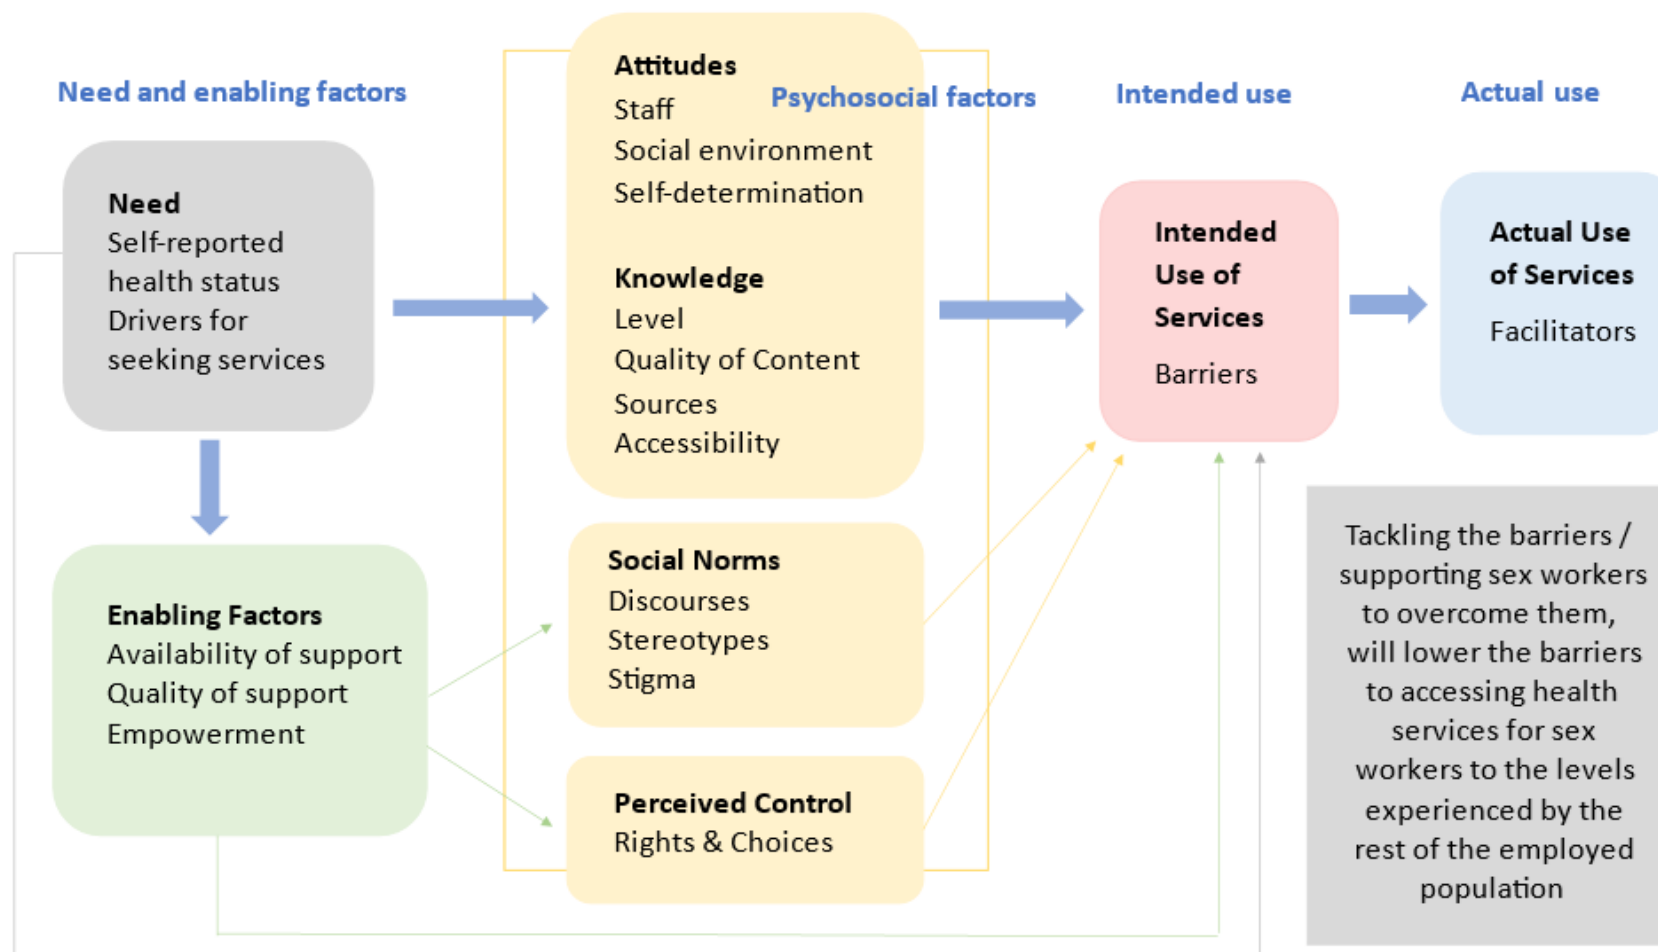 Need and enabling factors
Psychosocial factors
Intended use
Actual use
Need
Self-reported
health status
Drivers for
seeking services
Enabling Factors
Availability of support
Quality of support
Empowerment
Attitudes
Staff
Social environment
Self-determination
Knowledge
Level
Quality of Content
Sources
Accessibility
Social Norms
Discourses
Stereotypes
Stigma
Perceived Control
Rights & Choices
Intended
Use of
Services
Barriers
Actual Use
of Services
Facilitators
Tackling the barriers /
supporting sex workers
to overcome them,
will lower the barriers
to accessing health
services for sex
workers to the levels
experienced by the
rest of the employed
population